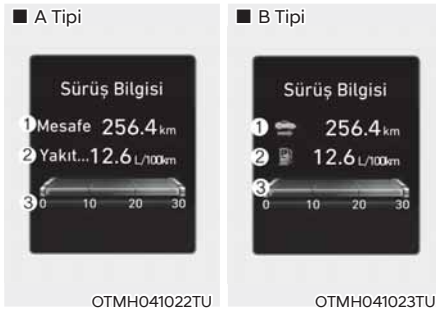 ■ A Tipi
Sürüş Bilgisi
① Mesafe 256.4 km
② Yakıt... 12.6 L/100km
③
0 10 20 30
OTMH041022TU
■ B Tipi
Sürüş Bilgisi
① 256.4 km
② 12.6 L/100km
③
0 10 20 30
OTMH041023TU